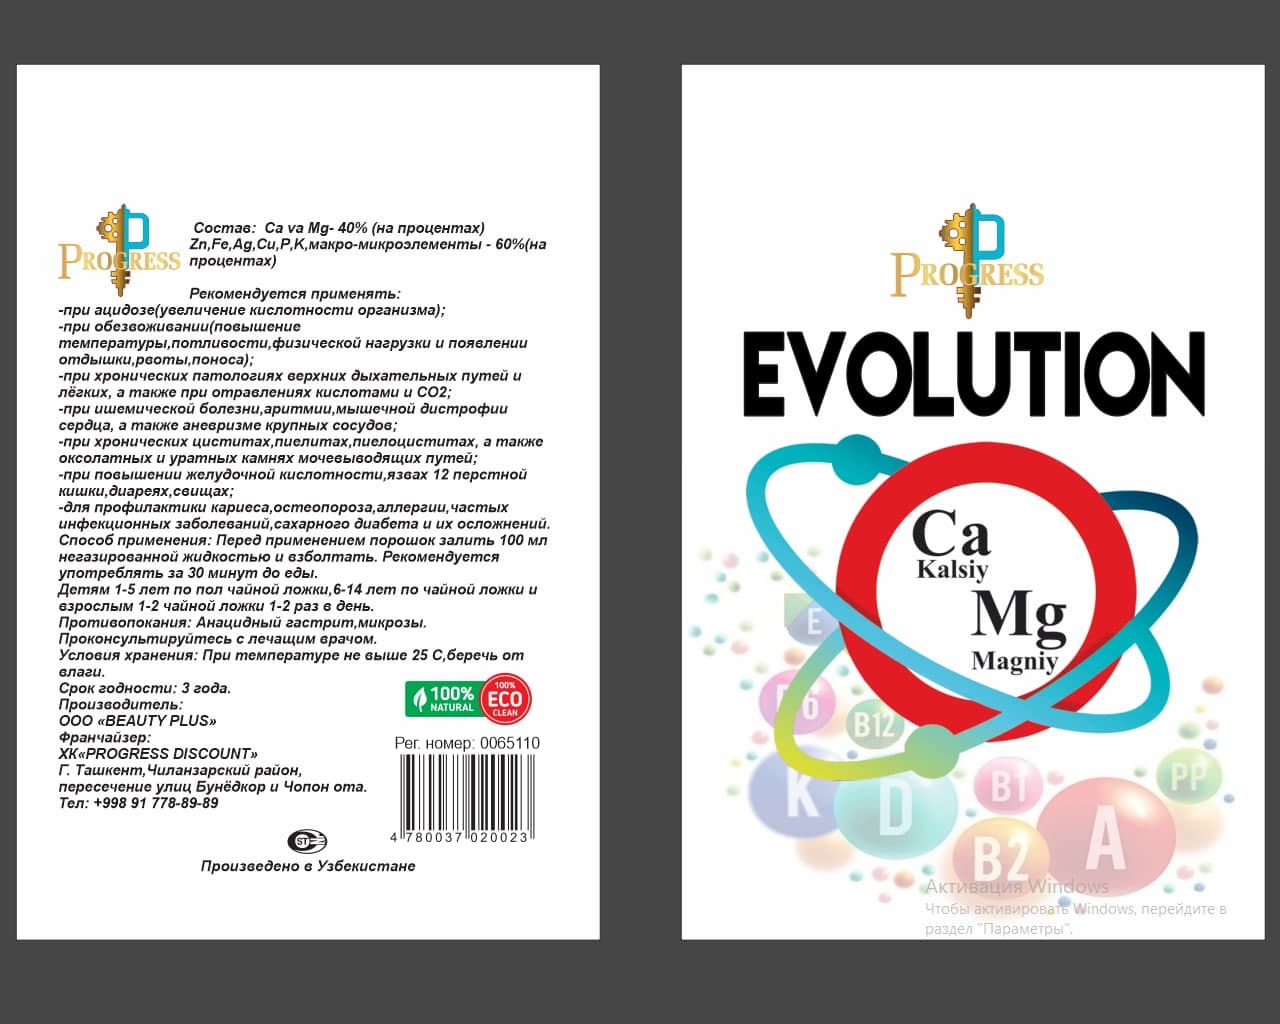 PROGRESS
Состав: Ca va Mg- 40% (на процентах)
Zn,Fe,Ag,Cu,P,K,макро-микроэлементы - 60%(на
процентах)
Рекомендуется применять:
-при ацидозе(увеличение кислотности организма);
-при обезвоживании(повышение
температуры,потливости,физической нагрузки и появлении
отдышки,рвоты,поноса);
-при хронических патологиях верхних дыхательных путей и
лёгких, а также при отравлениях кислотами и СО2;
-при ишемической болезни,аритмии,мышечной дистрофии
сердца, а также аневризме крупных сосудов;
-при хронических циститах,пиелитах,пиелоциститах, а также
оксолатных и уратных камнях мочевыводящих путей;
-при повышении желудочной кислотности,язвах 12 перстной
кишки,диареях,свищах;
-для профилактики кариеса,остеопороза,аллергии,частых
инфекционных заболеваний,сахарного диабета и их осложнений.
Способ применения: Перед применением порошок залить 100 мл
негазированной жидкостью и взболтать. Рекомендуется
употреблять за 30 минут до еды.
Детям 1-5 лет по пол чайной ложки,6-14 лет по чайной ложки и
взрослым 1-2 чайной ложки 1-2 раз в день.
Противопокания: Анацидный гастрит,микрозы.
Проконсультируйтесь с лечащим врачом.
Условия хранения: При температуре не выше 25 С,беречь от
влаги.
Срок годности: 3 года.
Производитель:
ООО «BEAUTY PLUS»
Франчайзер:
ХК«PROGRESS DISCOUNT»
Г. Ташкент,Чиланзарский район,
пересечение улиц Бунёдкор и Чопон ота.
Тел: +998 91 778-89-89
100%
NATURAL
100%
ECO
CLEAN
Рег. номер: 0065110
4 780037 020023
ST
Произведено в Узбекистане
PROGRESS
EVOLUTION
Ca
Kalsiy
Mg
Magniy
E
B6
B12
K
D
B1
PP
B2
A
Активация Windows
Чтобы активировать Windows, перейдите в
раздел "Параметры".